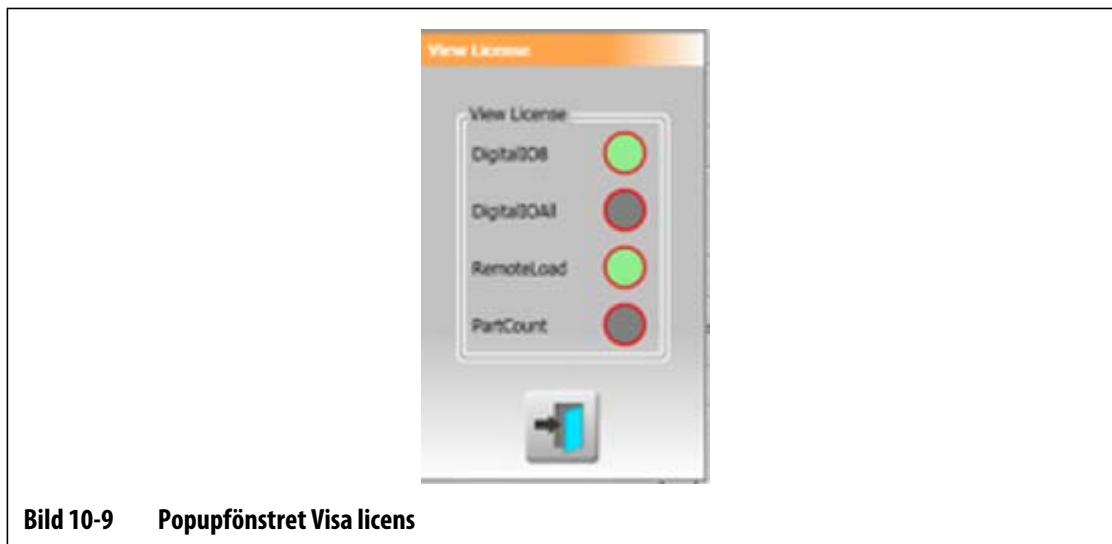 View License
View License
DigitalIO8
DigitalIOAll
RemoteLoad
PartCount
Bild 10-9 Popupfönstret Visa licens